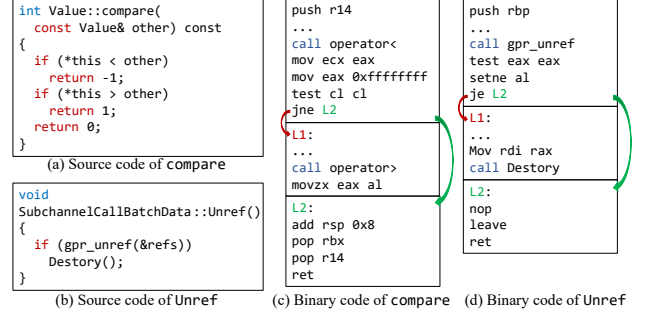 int Value::compare(
const Value& other) const
{
if (*this < other)
return -1;
if (*this > other)
return 1;
return 0;
}
(a) Source code of compare
void
SubchannelCallBatchData::Unref()
{
if (gpr_unref(&refs))
Destory();
}
(b) Source code of Unref
push r14
...
call operator<
mov ecx eax
mov eax 0xffffffff
test cl cl
jne L2
L1:
...
call operator>
movzx eax al
L2:
add rsp 0x8
pop rbx
pop r14
ret
(c) Binary code of compare
push rbp
...
call gpr_unref
test eax eax
setne al
je L2
L1:
...
Mov rdi rax
call Destory
L2:
nop
leave
ret
(d) Binary code of Unref